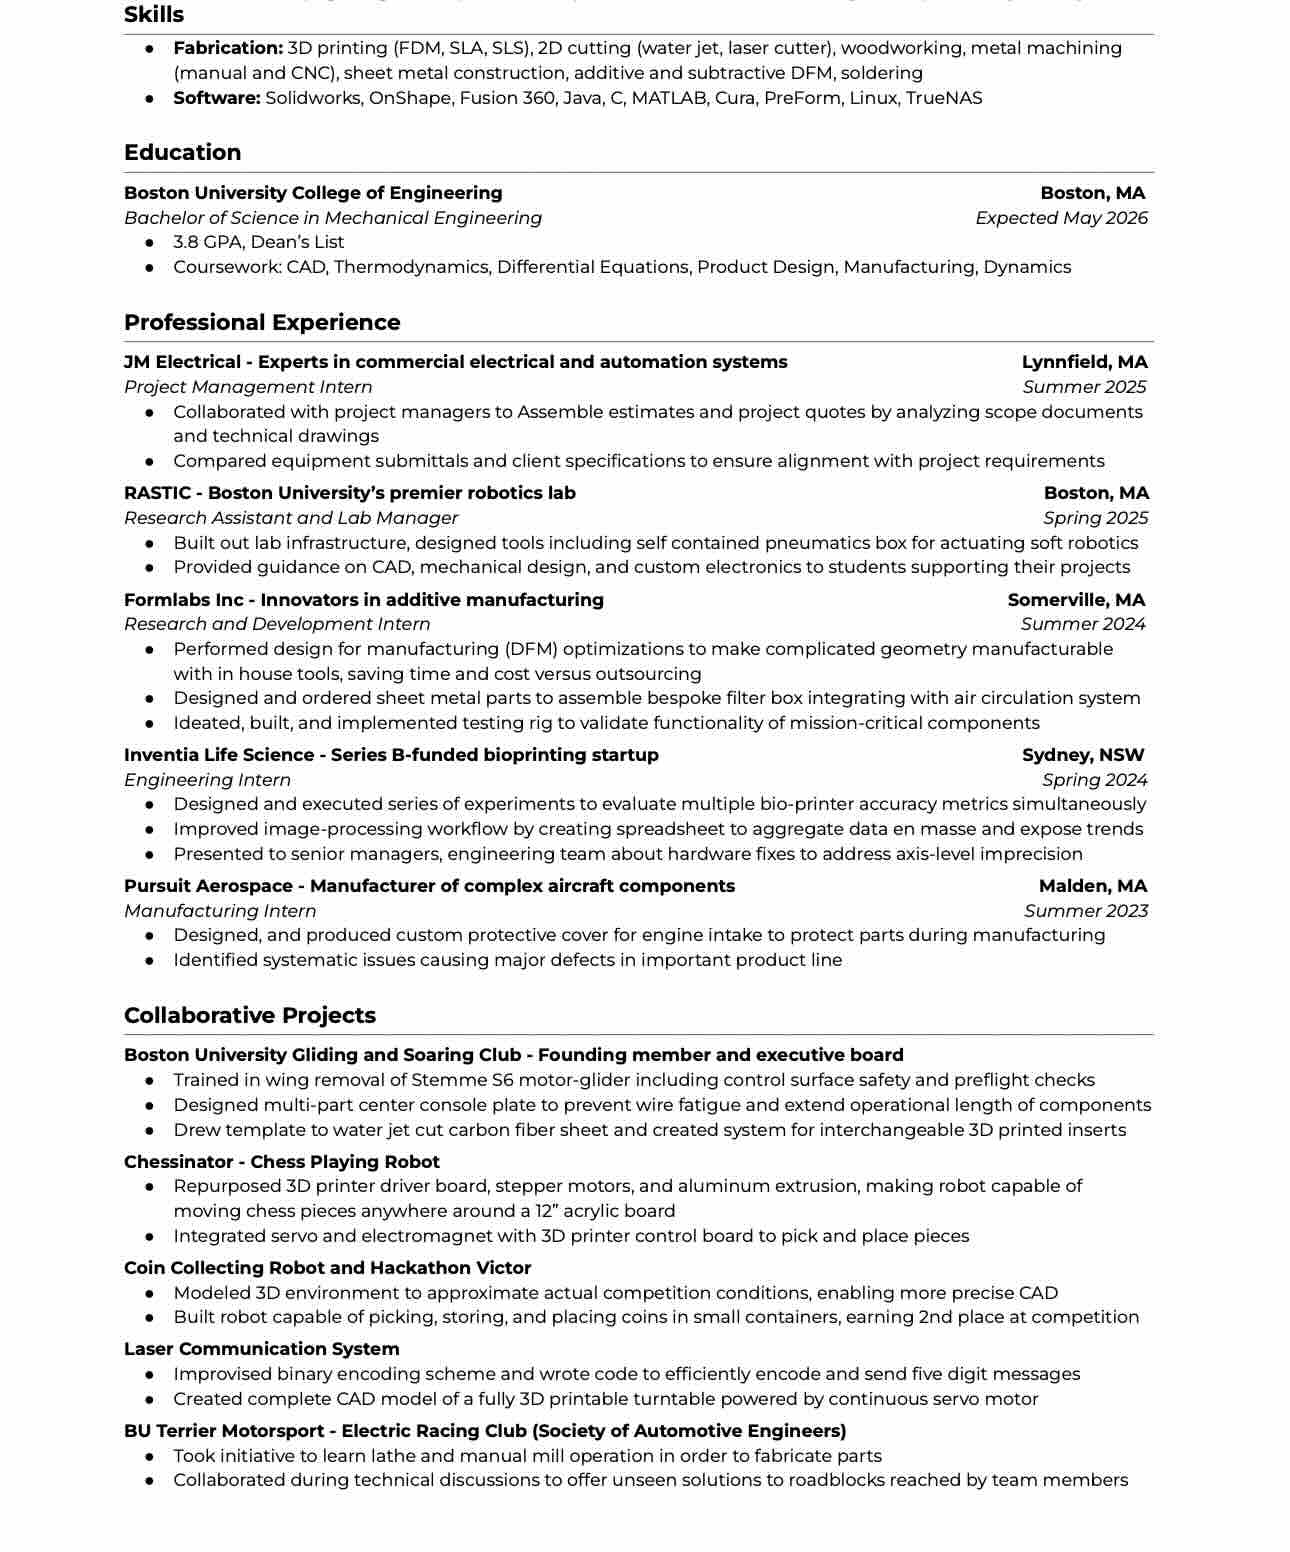 Skills
● Fabrication: 3D printing (FDM, SLA, SLS), 2D cutting (water jet, laser cutter), woodworking, metal machining
(manual and CNC), sheet metal construction, additive and subtractive DFM, soldering
● Software: Solidworks, OnShape, Fusion 360, Java, C, MATLAB, Cura, PreForm, Linux, TrueNAS
Education
Boston University College of Engineering Boston, MA
Bachelor of Science in Mechanical Engineering Expected May 2026
● 3.8 GPA, Dean's List
● Coursework: CAD, Thermodynamics, Differential Equations, Product Design, Manufacturing, Dynamics
Professional Experience
JM Electrical - Experts in commercial electrical and automation systems Lynnfield, MA
Project Management Intern Summer 2025
● Collaborated with project managers to Assemble estimates and project quotes by analyzing scope documents
and technical drawings
● Compared equipment submittals and client specifications to ensure alignment with project requirements
RASTIC - Boston University's premier robotics lab Boston, MA
Research Assistant and Lab Manager Spring 2025
● Built out lab infrastructure, designed tools including self contained pneumatics box for actuating soft robotics
● Provided guidance on CAD, mechanical design, and custom electronics to students supporting their projects
Formlabs Inc - Innovators in additive manufacturing Somerville, MA
Research and Development Intern Summer 2024
● Performed design for manufacturing (DFM) optimizations to make complicated geometry manufacturable
with in house tools, saving time and cost versus outsourcing
● Designed and ordered sheet metal parts to assemble bespoke filter box integrating with air circulation system
● Ideated, built, and implemented testing rig to validate functionality of mission-critical components
Inventia Life Science - Series B-funded bioprinting startup Sydney, NSW
Engineering Intern Spring 2024
● Designed and executed series of experiments to evaluate multiple bio-printer accuracy metrics simultaneously
● Improved image-processing workflow by creating spreadsheet to aggregate data en masse and expose trends
● Presented to senior managers, engineering team about hardware fixes to address axis-level imprecision
Pursuit Aerospace - Manufacturer of complex aircraft components Malden, MA
Manufacturing Intern Summer 2023
● Designed, and produced custom protective cover for engine intake to protect parts during manufacturing
● Identified systematic issues causing major defects in important product line
Collaborative Projects
Boston University Gliding and Soaring Club - Founding member and executive board
● Trained in wing removal of Stemme S6 motor-glider including control surface safety and preflight checks
● Designed multi-part center console plate to prevent wire fatigue and extend operational length of components
● Drew template to water jet cut carbon fiber sheet and created system for interchangeable 3D printed inserts
Chessinator - Chess Playing Robot
● Repurposed 3D printer driver board, stepper motors, and aluminum extrusion, making robot capable of
moving chess pieces anywhere around a 12” acrylic board
● Integrated servo and electromagnet with 3D printer control board to pick and place pieces
Coin Collecting Robot and Hackathon Victor
● Modeled 3D environment to approximate actual competition conditions, enabling more precise CAD
● Built robot capable of picking, storing, and placing coins in small containers, earning 2nd place at competition
Laser Communication System
● Improvised binary encoding scheme and wrote code to efficiently encode and send five digit messages
● Created complete CAD model of a fully 3D printable turntable powered by continuous servo motor
BU Terrier Motorsport - Electric Racing Club (Society of Automotive Engineers)
● Took initiative to learn lathe and manual mill operation in order to fabricate parts
● Collaborated during technical discussions to offer unseen solutions to roadblocks reached by team members